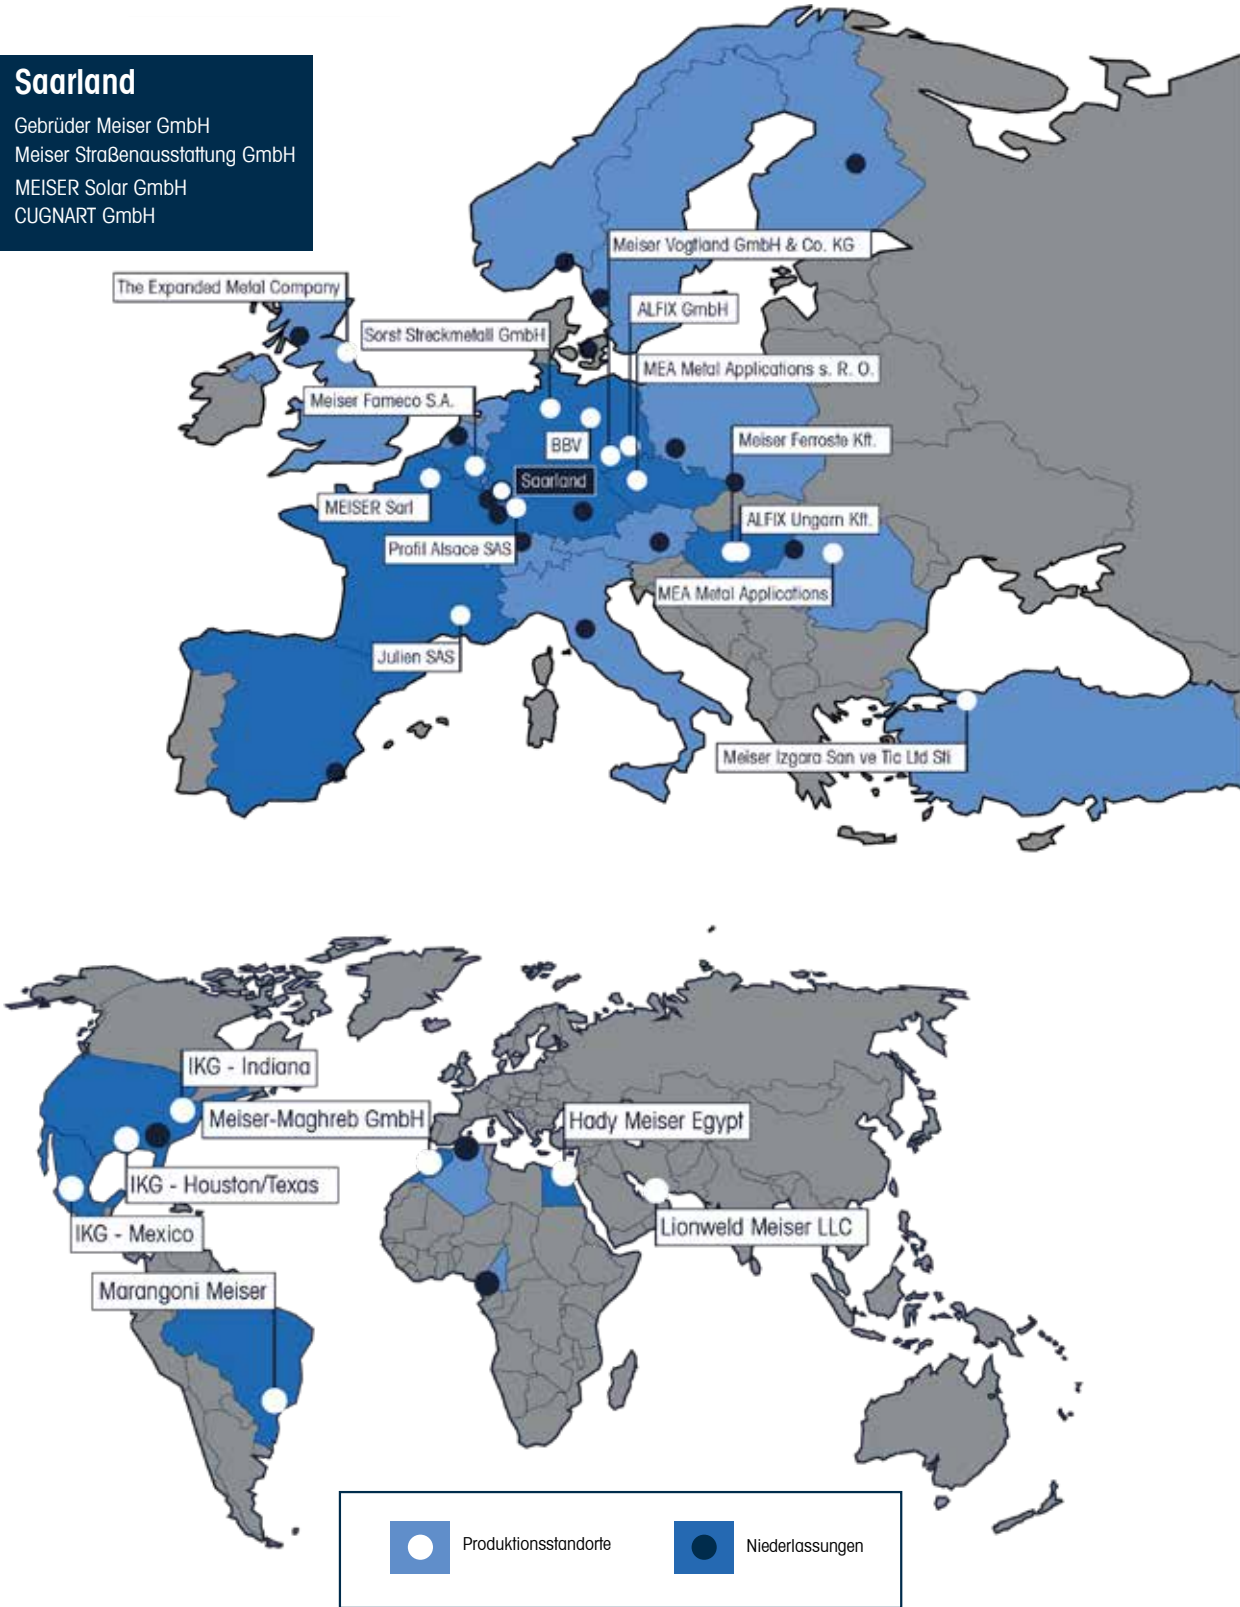 Saarland
Gebrüder Meiser GmbH
Meiser Straßenausstattung GmbH
MEISER Solar GmbH
CUGNART GmbH
Meiser Vogtland GmbH & Co. KG
The Expanded Metal Company
ALFIX GmbH
Sorst Streckmetall GmbH
MEA Metal Applications s. R. O.
Meiser Fameco S.A.
Meiser Ferroste Kft.
BBV
Saarland
MEISER Sarl
ALFIX Ungarn Kft.
Profil Alsace SAS
MEA Metal Applications
Julien SAS
Meiser Izgara San ve Tic Ltd Sti
IKG - Indiana
Meiser-Maghreb GmbH
Hady Meiser Egypt
IKG - Houston/Texas
IKG - Mexico
Lionweld Meiser LLC
Marangoni Meiser
Produktionsstandorte
Niederlassungen